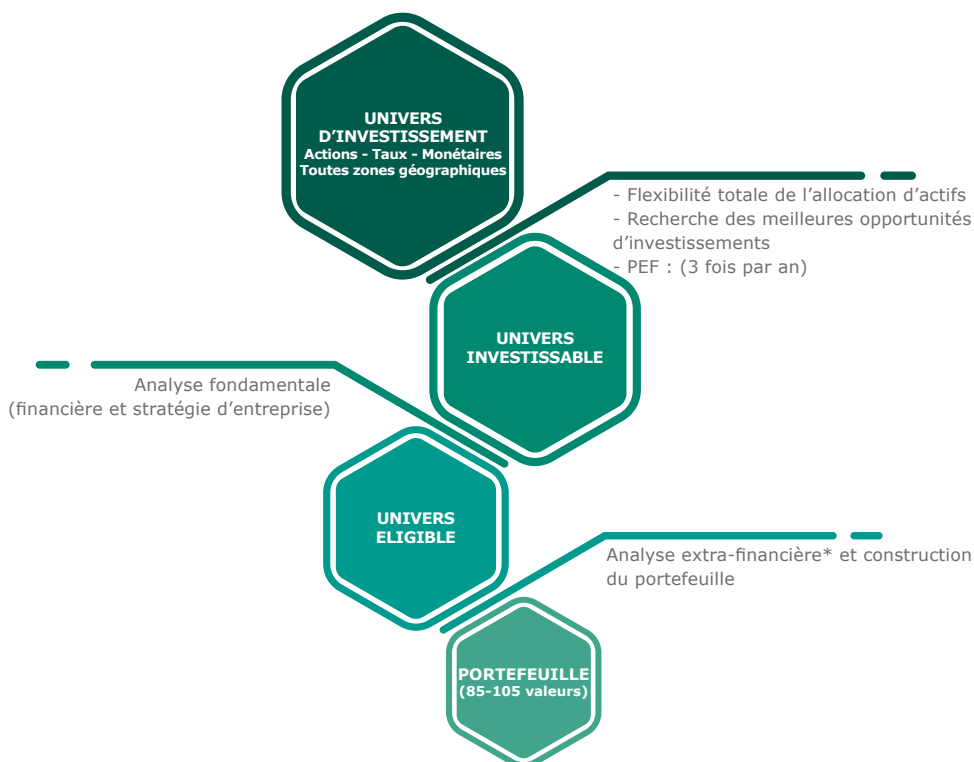 UNIVERS
D'INVESTISSEMENT
Actions - Taux - Monétaires
Toutes zones géographiques
- Flexibilité totale de l'allocation d'actifs
- Recherche des meilleures opportunités
d'investissements
- PEF : (3 fois par an)
UNIVERS
INVESTISSABLE
Analyse fondamentale
(financière et stratégie d'entreprise)
UNIVERS
ELIGIBLE
Analyse extra-financière* et construction
du portefeuille
PORTEFEUILLE
(85-105 valeurs)